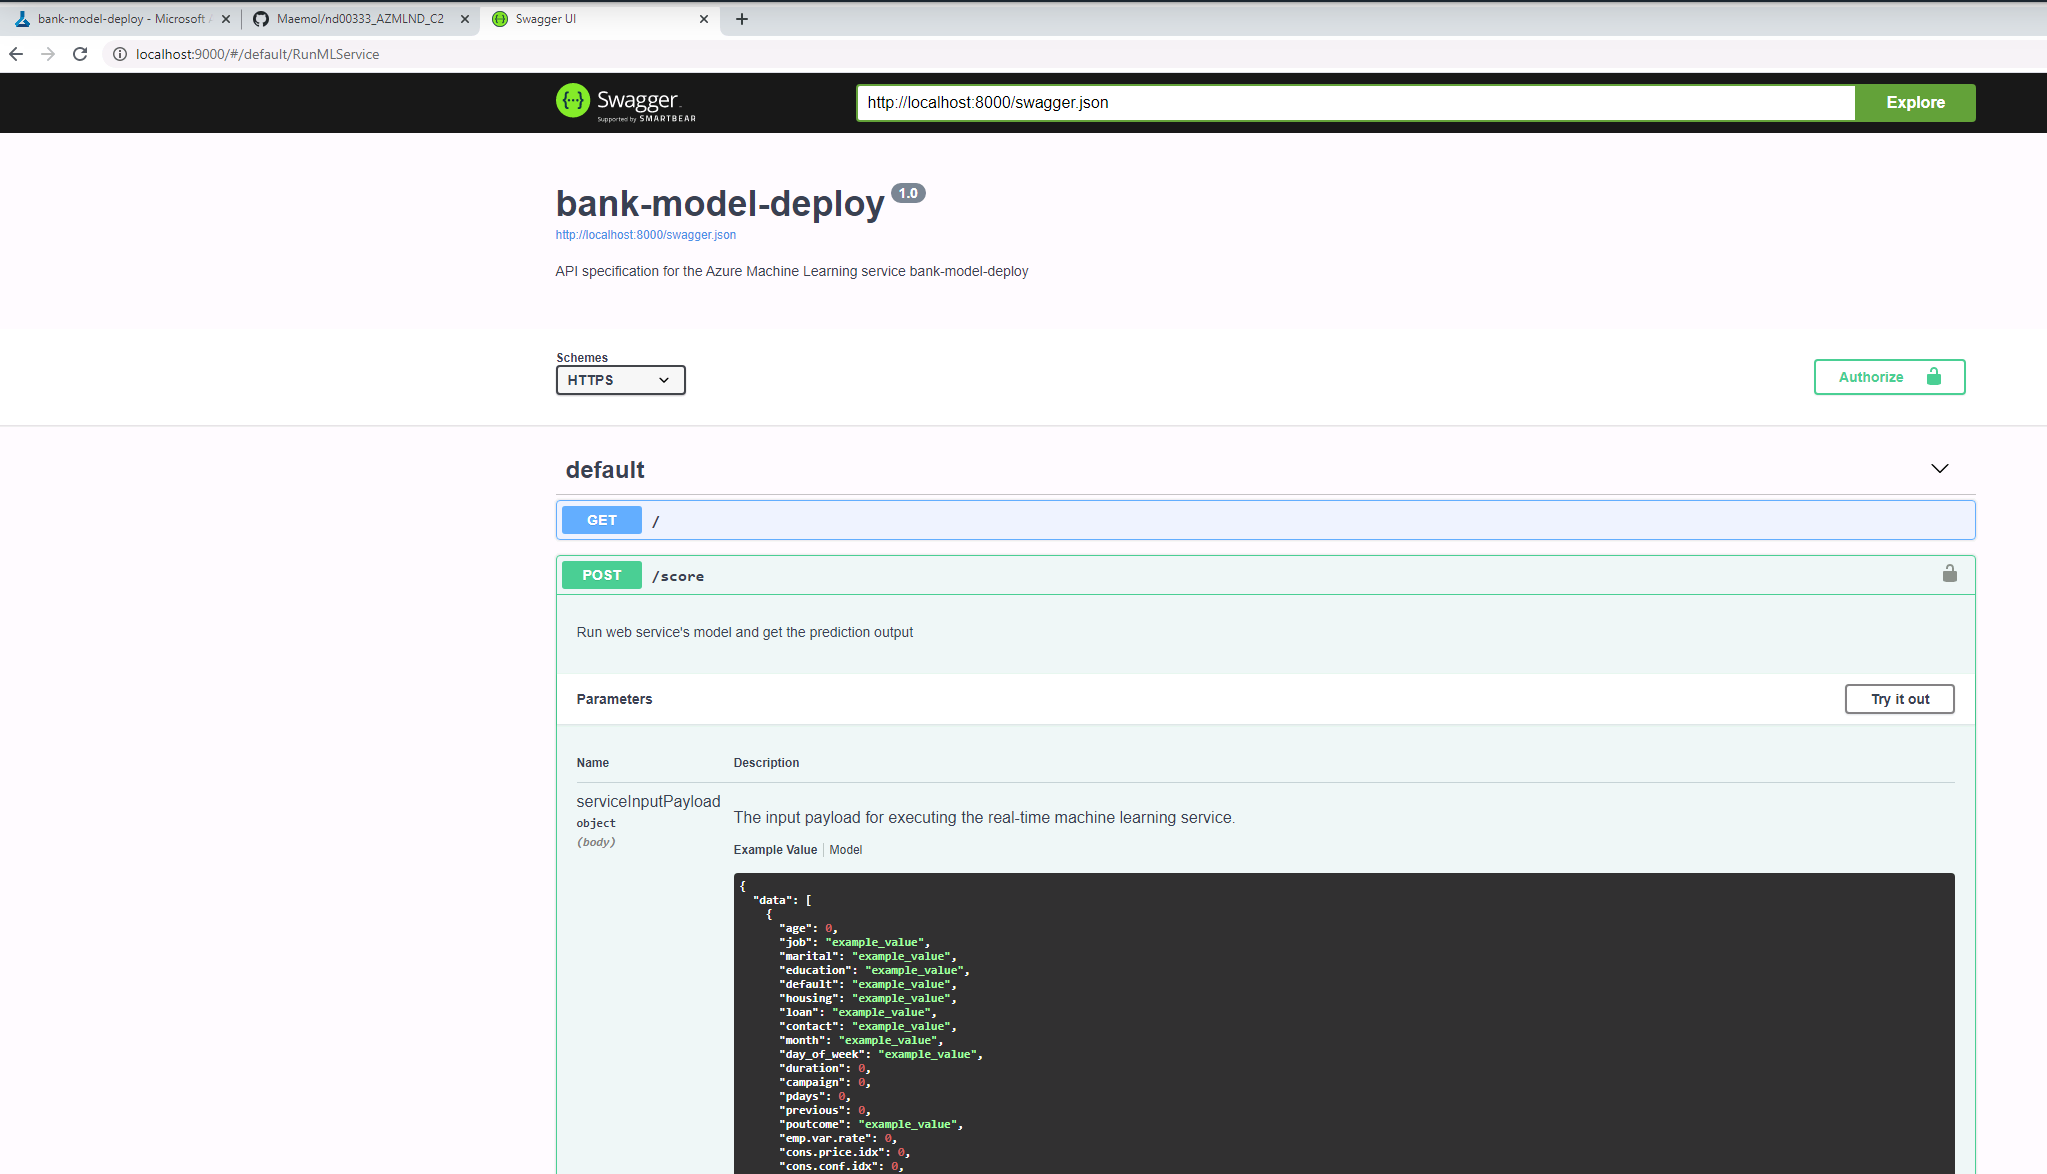 bank-model-deploy - Microsoft
Maemol/nd00333_AZMLND_C2
Swagger UI
localhost:9000/#/default/RunMLService
Swagger
Supported by SMARTBEAR
http://localhost:8000/swagger.json
Explore
bank-model-deploy 1.0
http://localhost:8000/swagger.json
API specification for the Azure Machine Learning service bank-model-deploy
Schemes
HTTPS
Authorize
default
GET /
POST /score
Run web service's model and get the prediction output
Parameters
Try it out
Name Description
serviceInputPayload
object
(body)
The input payload for executing the real-time machine learning service.
Example Value Model
{
"data": [
{
"age": 0,
"job": "example_value",
"marital": "example_value",
"education": "example_value",
"default": "example_value",
"housing": "example_value",
"loan": "example_value",
"contact": "example_value",
"month": "example_value",
"day_of_week": "example_value",
"duration": 0,
"campaign": 0,
"pdays": 0,
"previous": 0,
"poutcome": "example_value",
"emp.var.rate": 0,
"cons.price.idx": 0,
"cons.conf.idx": 0,